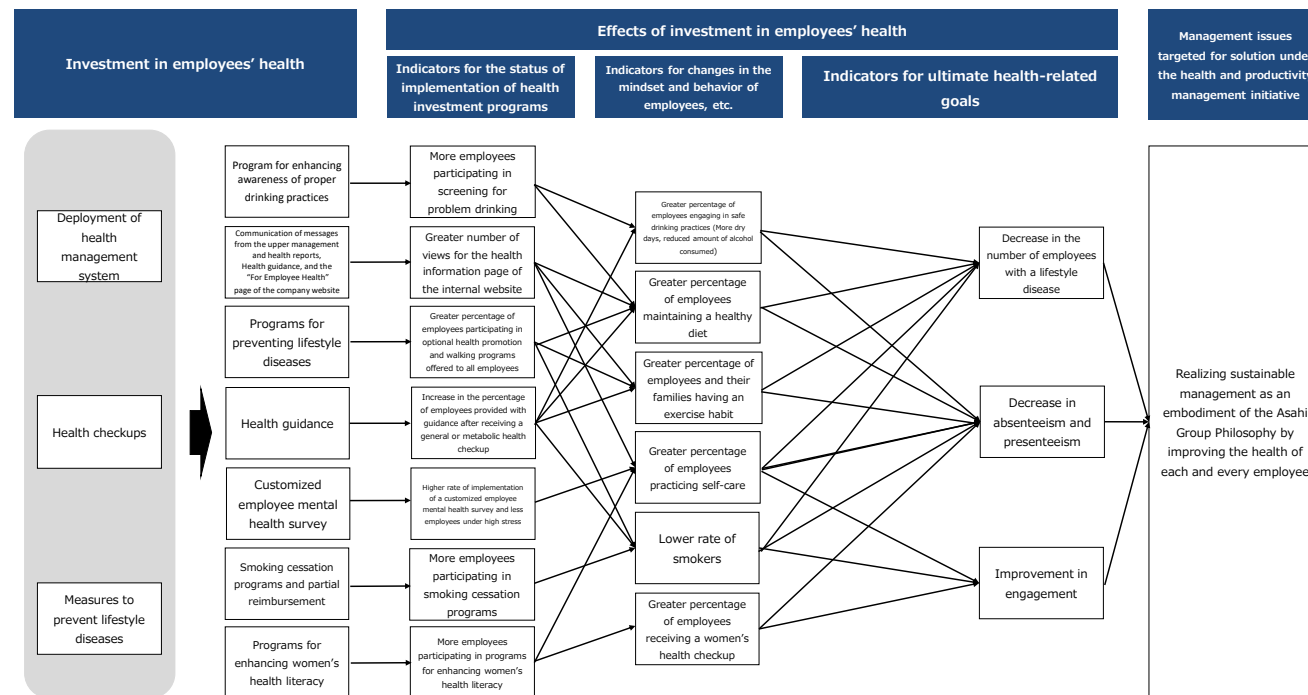 Investment in employees' health
Effects of investment in employees' health
Indicators for the status of
implementation of health
investment programs
Indicators for changes in the
mindset and behavior of
employees, etc.
Indicators for ultimate health-related
goals
Management issues
targeted for solution under
the health and productivity
management initiative
Deployment of
health
management
system
Health checkups
Measures to
prevent lifestyle
diseases
Program for enhancing
awareness of proper
drinking practices
Communication of messages
from the upper management
and health reports,
Health guidance, and the
"For Employee Health"
page of the company website
Programs for
preventing lifestyle
diseases
Health guidance
Customized
employee mental
health survey
Smoking cessation
programs and partial
reimbursement
Programs for
enhancing women's
health literacy
More employees
participating in
screening for
problem drinking
Greater number of
views for the health
information page of
the internal website
Greater percentage of
employees participating in
optional health promotion
and walking programs
offered to all employees
Increase in the percentage
of employees provided with
guidance after receiving a
general or metabolic health
checkup
Higher rate of implementation
of a customized employee
mental health survey and less
employees under high stress
More employees
participating in
smoking cessation
programs
More employees
participating in programs
for enhancing women's
health literacy
Greater percentage of
employees engaging in safe
drinking practices (More dry
days, reduced amount of alcohol
consumed)
Greater percentage
of employees
maintaining a healthy
diet
Greater percentage of
employees and their
families having an
exercise habit
Greater percentage
of employees
practicing self-care
Lower rate of
smokers
Greater percentage
of employees
receiving a women's
health checkup
Decrease in the
number of employees
with a lifestyle
disease
Decrease in
absenteeism and
presenteeism
Improvement in
engagement
Realizing sustainable
management as an
embodiment of the Asahi
Group Philosophy by
improving the health of
each and every employee